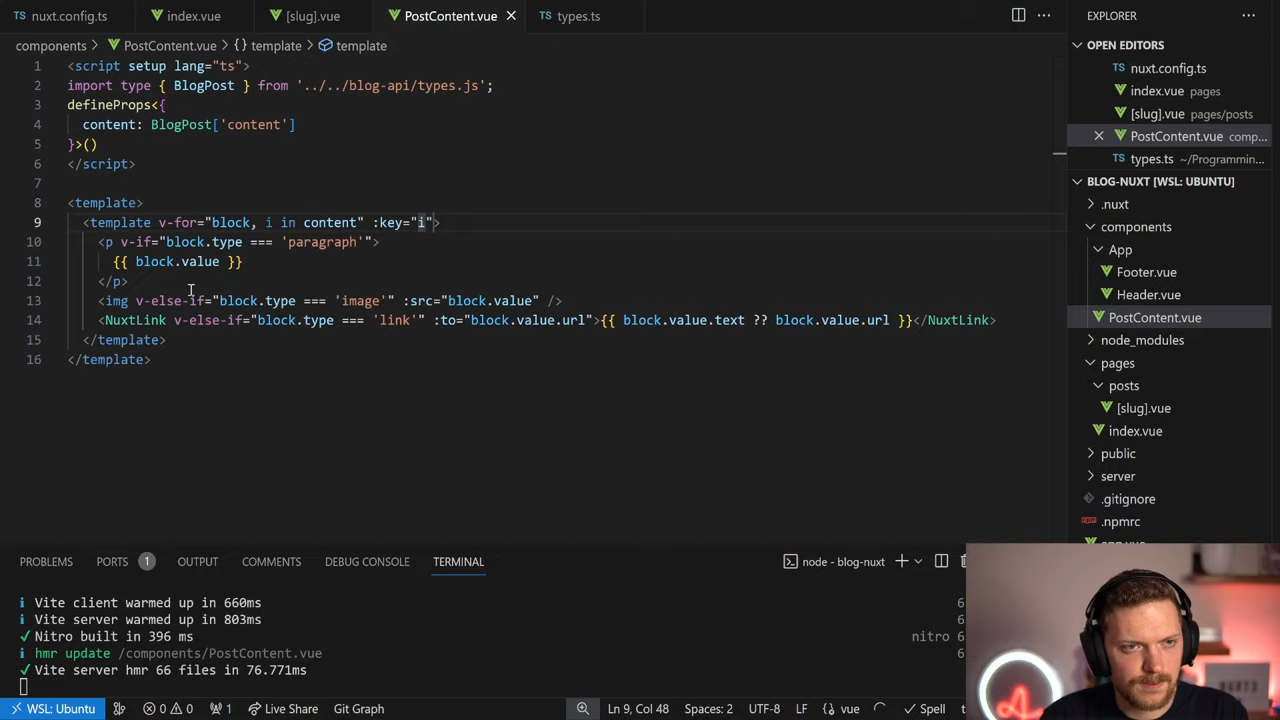 nuxt.config.ts
index.vue
[slug].vue
PostContent.vue
types.ts
components
PostContent.vue
{} template
template
1 <script setup lang="ts">
2 import type { BlogPost } from '../../blog-api/types.js';
3 defineProps<{
4 content: BlogPost['content']
5 }>()
6 </script>
7
8 <template>
9 <template v-for="block, i in content" :key="i">
10 <p v-if="block.type === 'paragraph'">
11 {{ block.value }}
12 </p>
13 <img v-else-if="block.type === 'image'" :src="block.value" />
14 <NuxtLink v-else-if="block.type === 'link'" :to="block.value.url">{{ block.value.text ?? block.value.url }}</NuxtLink>
15 </template>
16 </template>
EXPLORER
OPEN EDITORS
nuxt.config.ts
index.vue pages
[slug].vue pages/posts
PostContent.vue comp...
types.ts ~/Programmin...
BLOG-NUXT [WSL: UBUNTU]
.nuxt
components
App
Footer.vue
Header.vue
PostContent.vue
node_modules
pages
posts
[slug].vue
index.vue
public
server
.gitignore
.npmrc
PROBLEMS
PORTS 1
OUTPUT
COMMENTS
DEBUG CONSOLE
TERMINAL
node - blog-nuxt
ℹ Vite client warmed up in 660ms 6
ℹ Vite server warmed up in 803ms 6
✓ Nitro built in 396 ms nitro 6
ℹ hmr update /components/PostContent.vue 6
✓ Vite server hmr 66 files in 76.771ms
WSL: Ubuntu
0 0
1
Live Share
Git Graph
Ln 9, Col 48
Spaces: 2
UTF-8
LF
{} vue
Spell